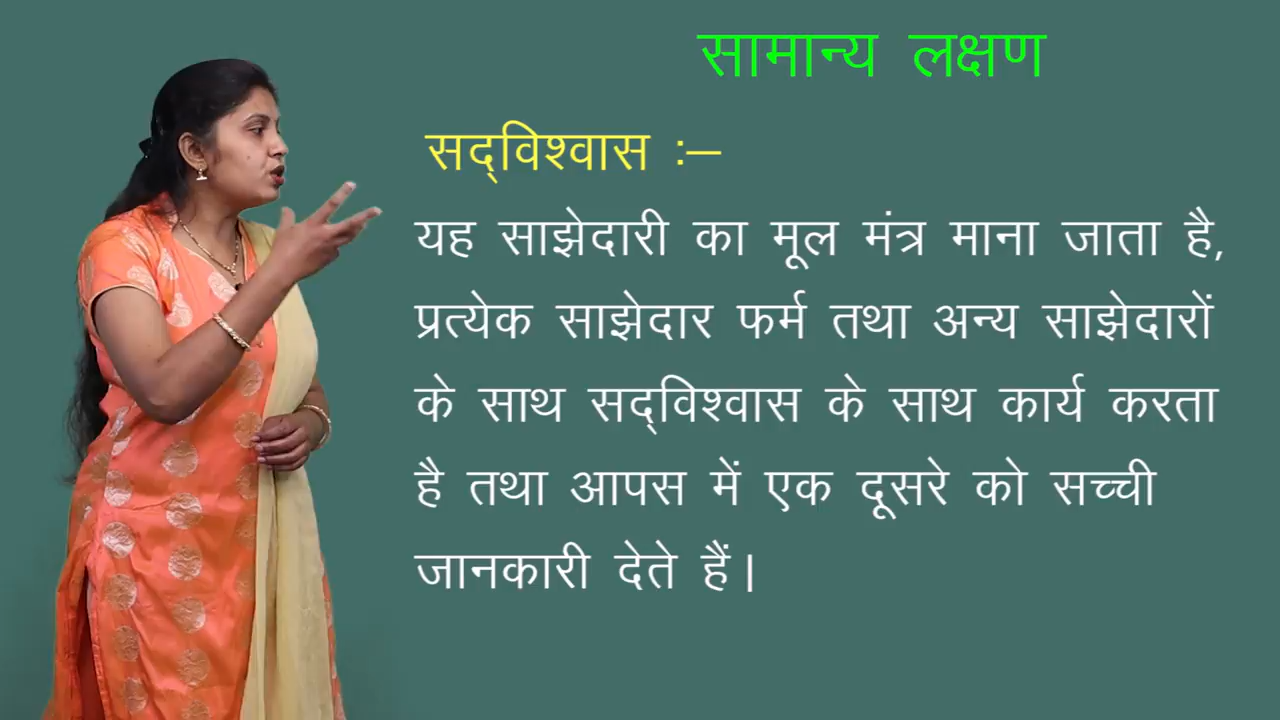 सामान्य लक्षण
सद्‌विश्वास :–
यह साझेदारी का मूल मंत्र माना जाता है,
प्रत्येक साझेदार फर्म तथा अन्य साझेदारों
के साथ सद्‌विश्वास के साथ कार्य करता
है तथा आपस में एक दूसरे को सच्ची
जानकारी देते हैं।